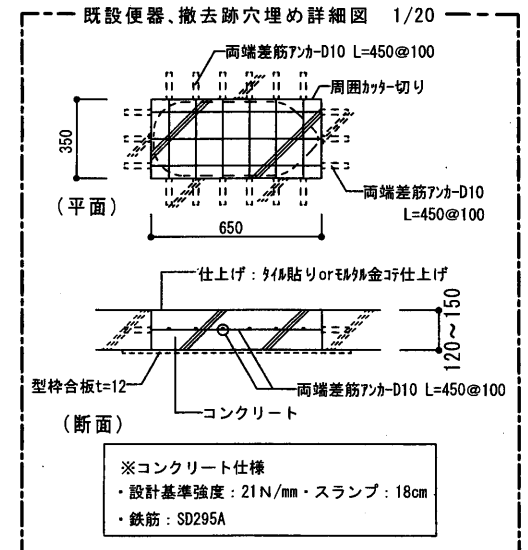 既設便器、撤去跡穴埋め詳細図 1/20
両端差筋ｱﾝｶｰD10 L=450@100
周囲ｶｯﾀｰ切り
350
両端差筋ｱﾝｶｰD10
L=450@100
(平面)
650
仕上げ：ﾀｲﾙ貼りorﾓﾙﾀﾙ金ｺﾃ仕上げ
120～150
型枠合板t=12
両端差筋ｱﾝｶｰD10 L=450@100
コンクリート
(断面)
※コンクリート仕様
・設計基準強度：21N/mm・スランプ：18cm
・鉄筋：SD295A